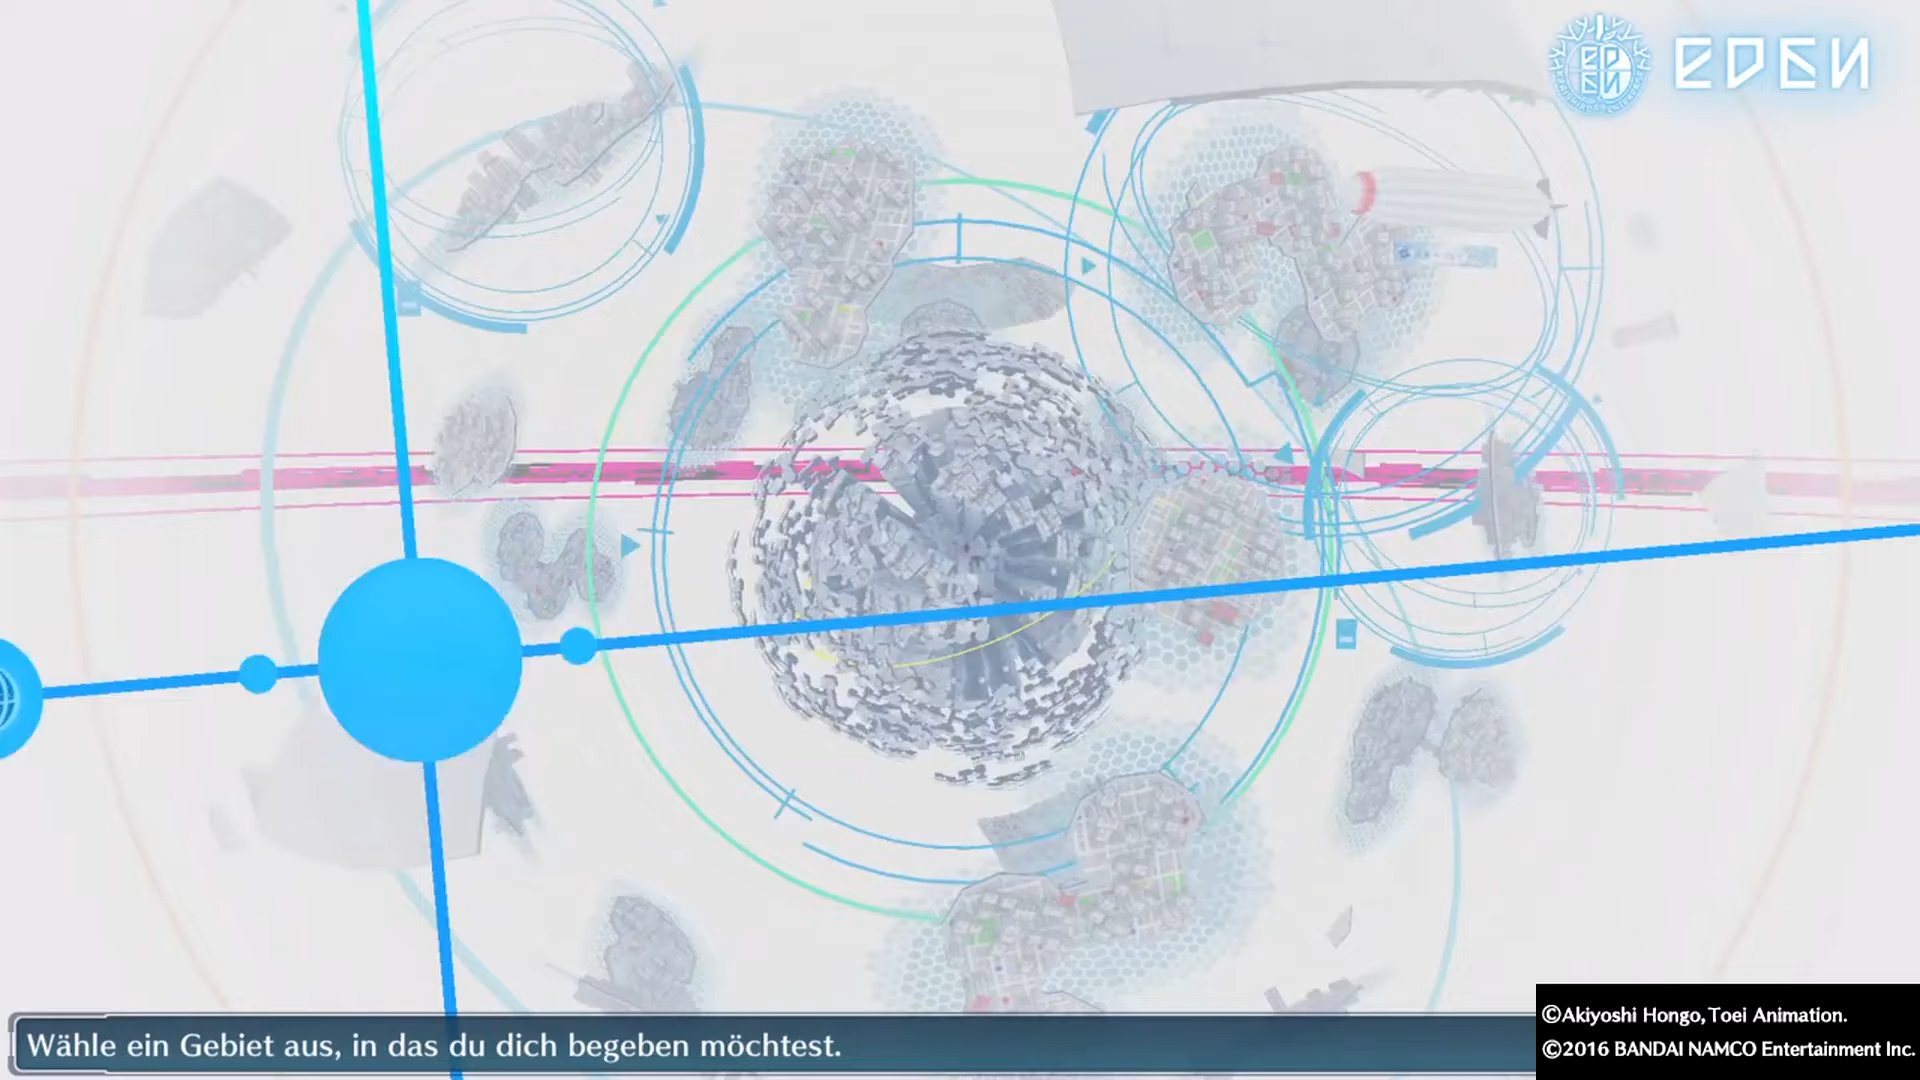 EDEN
Wähle ein Gebiet aus, in das du dich begeben möchtest.
©Akiyoshi Hongo, Toei Animation.
©2016 BANDAI NAMCO Entertainment Inc.